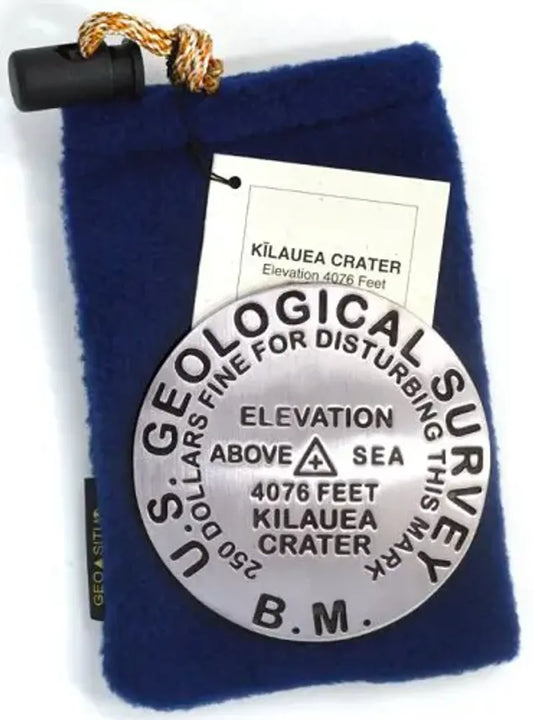 KĪLAUEA CRATER
Elevation 4076 Feet
U.S. GEOLOGICAL SURVEY
250 DOLLARS FINE FOR DISTURBING THIS MARK
ELEVATION
ABOVE SEA
4076 FEET
KILAUEA
CRATER
B.M.
GEO▲SITU